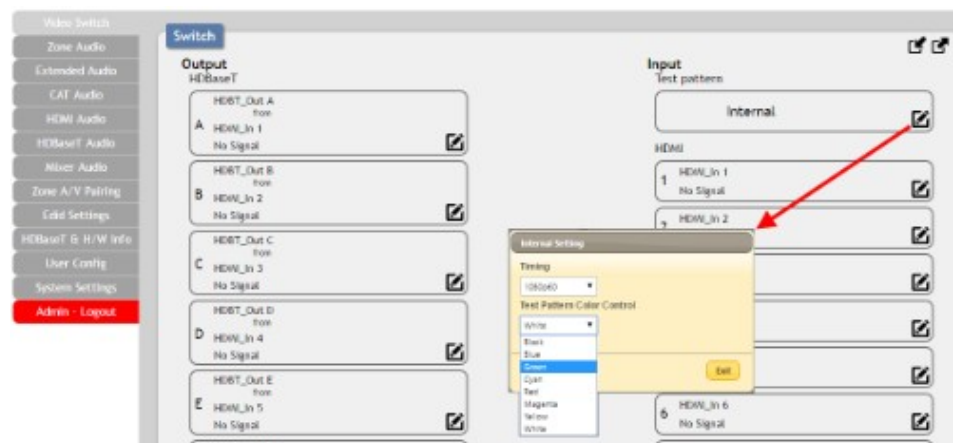 Video Switch
Zone Audio
Extended Audio
CAT Audio
HDMI Audio
HDBaseT Audio
Mixer Audio
Zone A/V Pairing
Edid Settings
HDBaseT & H/W Info
User Config
System Settings
Admin - Logout
Switch
Output
HDBaseT
HDBT_Out A
from
A
HDMI_In 1
No Signal
HDBT_Out B
from
B
HDMI_In 2
No Signal
HDBT_Out C
from
C
HDMI_In 3
No Signal
HDBT_Out D
from
D
HDMI_In 4
No Signal
HDBT_Out E
from
E
HDMI_In 5
No Signal
Input
Test pattern
Internal
HDMI
1
HDMI_In 1
No Signal
HDMI_In 2
6
HDMI_In 6
No Signal
Internal Setting
Timing
1080p60
Test Pattern Color Control
White
Black
Blue
Green
Cyan
Red
Magenta
Yellow
White
Exit